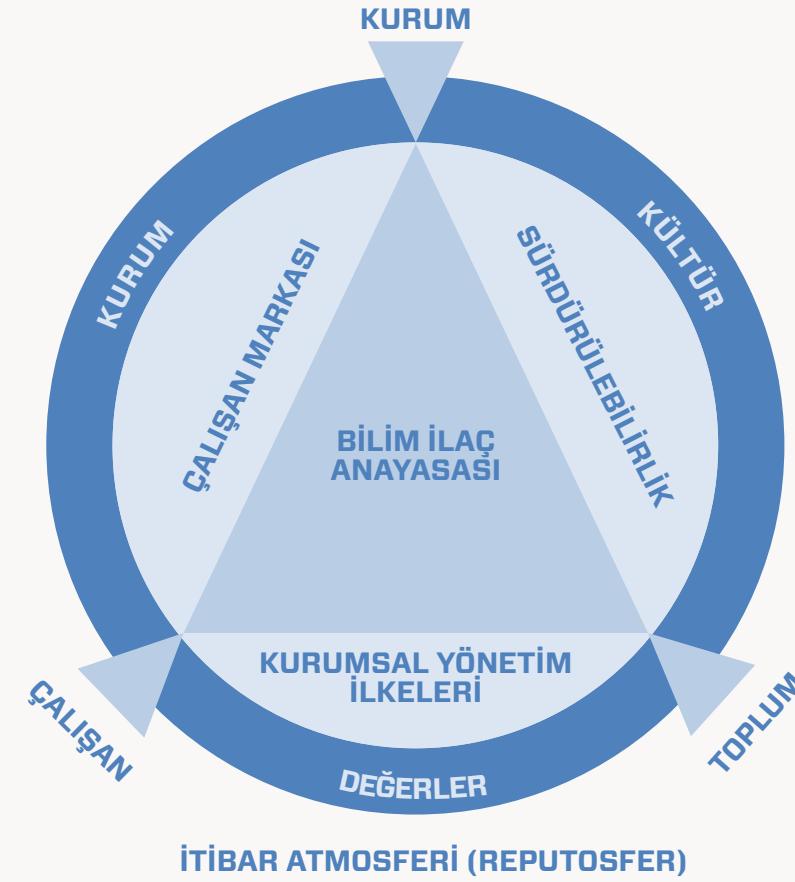 KURUM
KURUM
KÜLTÜR
ÇALIŞAN MARKASI
SÜRDÜRÜLEBİLİRLİK
BİLİM İLAÇ
ANAYASASI
KURUMSAL YÖNETİM
İLKELERİ
ÇALIŞAN
TOPLUM
DEĞERLER
İTİBAR ATMOSFERİ (REPUTOSFER)